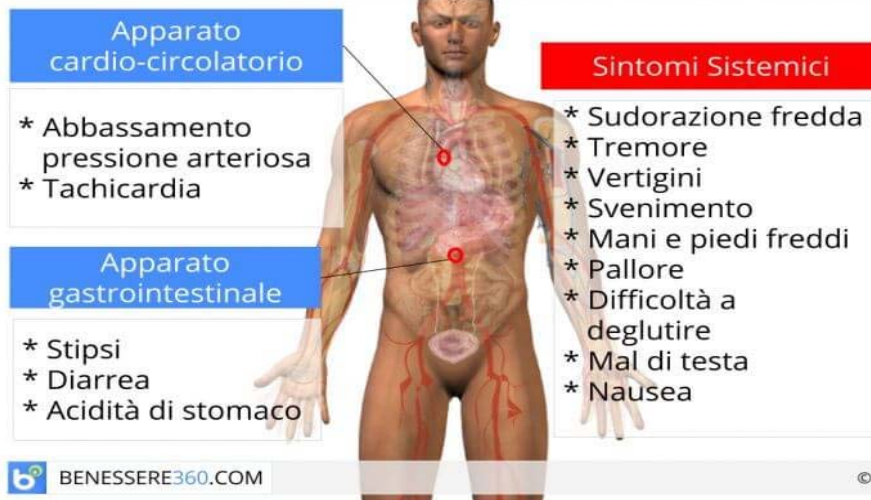 Apparato
cardio-circolatorio
* Abbassamento
pressione arteriosa
* Tachicardia
Apparato
gastrointestinale
* Stipsi
* Diarrea
* Acidità di stomaco
Sintomi Sistemici
* Sudorazione fredda
* Tremore
* Vertigini
* Svenimento
* Mani e piedi freddi
* Pallore
* Difficoltà a
deglutire
* Mal di testa
* Nausea
b BENESSERE360.COM
©